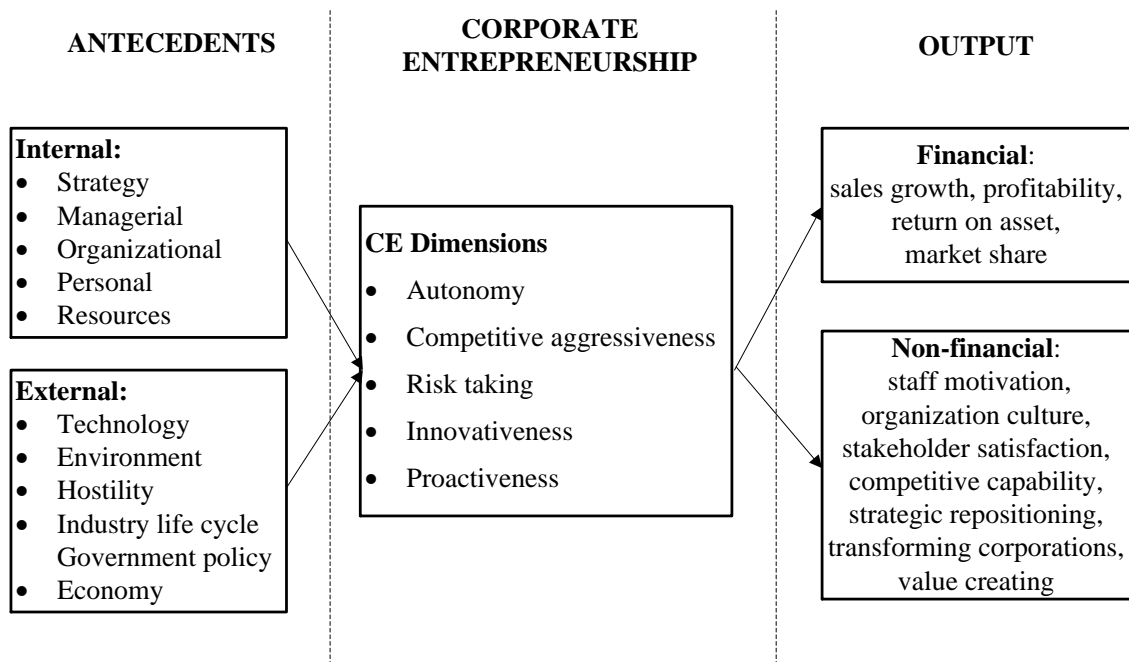 ANTECEDENTS
CORPORATE
ENTREPRENEURSHIP
OUTPUT
Internal:
• Strategy
• Managerial
• Organizational
• Personal
• Resources
External:
• Technology
• Environment
• Hostility
• Industry life cycle
Government policy
• Economy
CE Dimensions
• Autonomy
• Competitive aggressiveness
• Risk taking
• Innovativeness
• Proactiveness
Financial:
sales growth, profitability,
return on asset,
market share
Non-financial:
staff motivation,
organization culture,
stakeholder satisfaction,
competitive capability,
strategic repositioning,
transforming corporations,
value creating